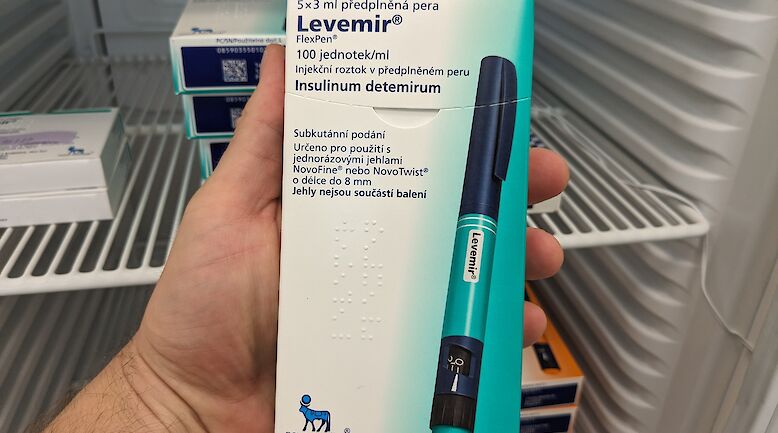 5×3 ml předplněná pera
Levemir®
FlexPen®
100 jednotek/ml
Injekční roztok v předplněném peru
Insulinum detemirum
Subkutánní podání
Určeno pro použití s
jednorázovými jehlami
NovoFine® nebo NovoTwist®
o délce do 8 mm
Jehly nejsou součástí balení
Levemir®